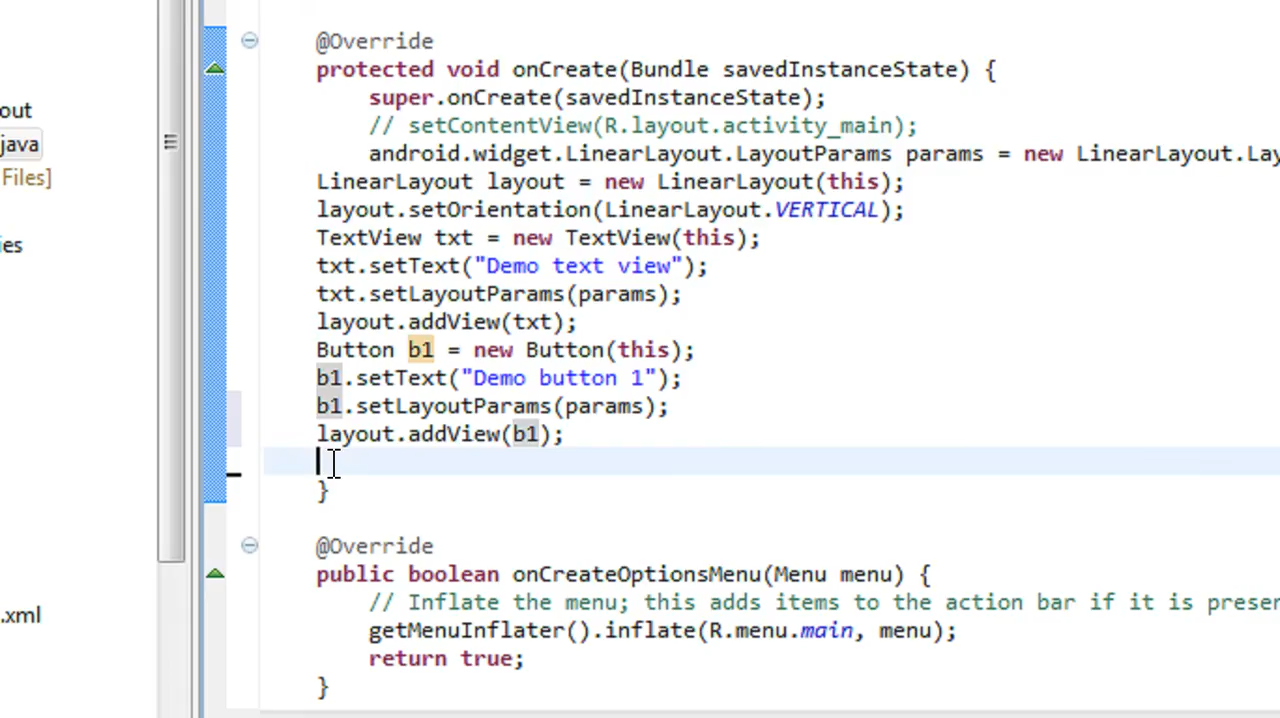 @Override
protected void onCreate(Bundle savedInstanceState) {
super.onCreate(savedInstanceState);
out
// setContentView(R.layout.activity_main);
java
android.widget.LinearLayout.LayoutParams params = new LinearLayout.Lay
Files]
LinearLayout layout = new LinearLayout(this);
layout.setOrientation(LinearLayout.VERTICAL);
ies
TextView txt = new TextView(this);
txt.setText("Demo text view");
txt.setLayoutParams(params);
layout.addView(txt);
Button b1 = new Button(this);
b1.setText("Demo button 1");
b1.setLayoutParams(params);
layout.addView(b1);
}
@Override
public boolean onCreateOptionsMenu(Menu menu) {
// Inflate the menu; this adds items to the action bar if it is presen
.xml
getMenuInflater().inflate(R.menu.main, menu);
return true;
}